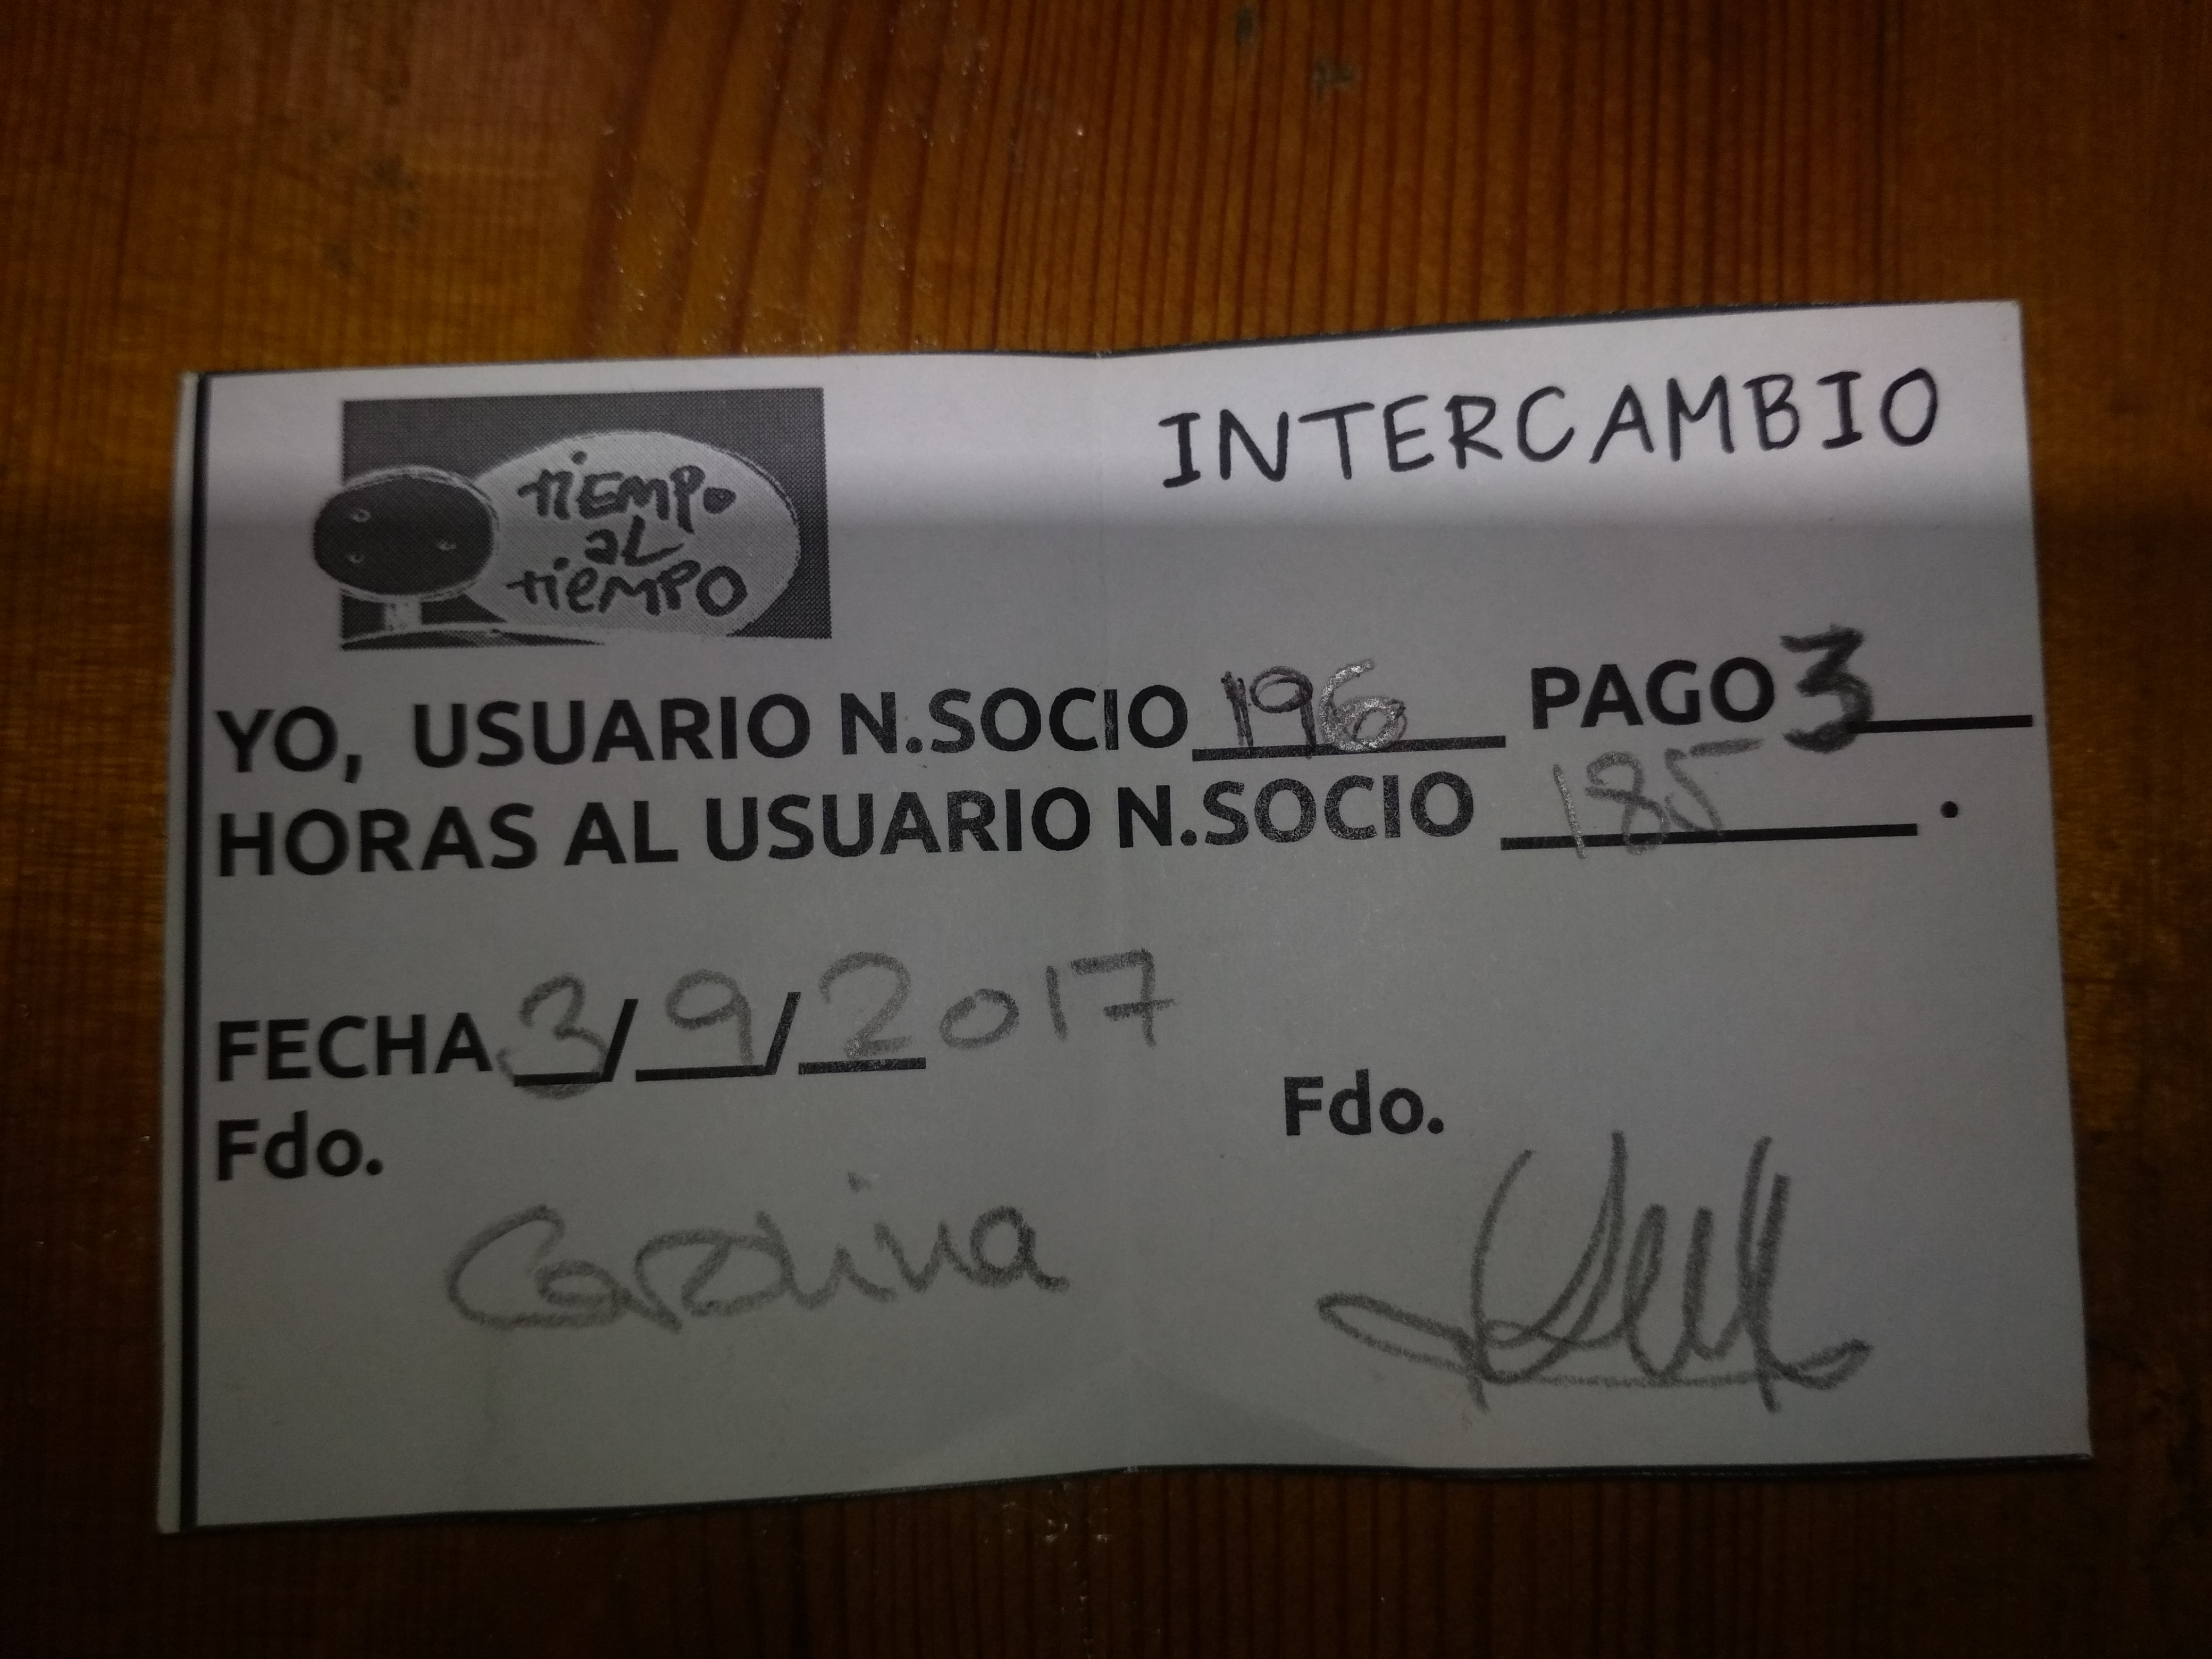 INTERCAMBIO
tiEMPo
aL
tieMPO
YO, USUARIO N.SOCIO 196 PAGO 3
HORAS AL USUARIO N.SOCIO 185 .
FECHA 3/9/2017
Fdo. Fdo.
Carolina